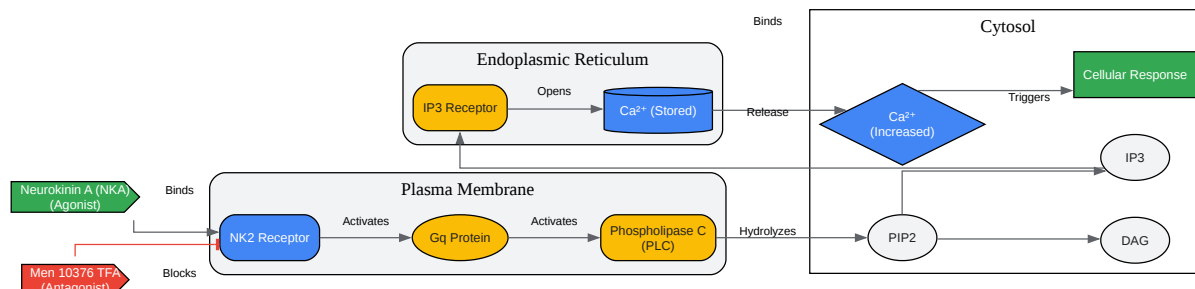 Binds
Cytosol
Endoplasmic Reticulum
Cellular Response
IP3 Receptor
Opens
Ca²⁺ (Stored)
Release
Triggers
Ca²⁺
(Increased)
IP3
Neurokinin A (NKA)
(Agonist)
Binds
Plasma Membrane
NK2 Receptor
Activates
Gq Protein
Activates
Phospholipase C
(PLC)
Hydrolyzes
PIP2
DAG
Men 10376 TFA
(Antagonist)
Blocks